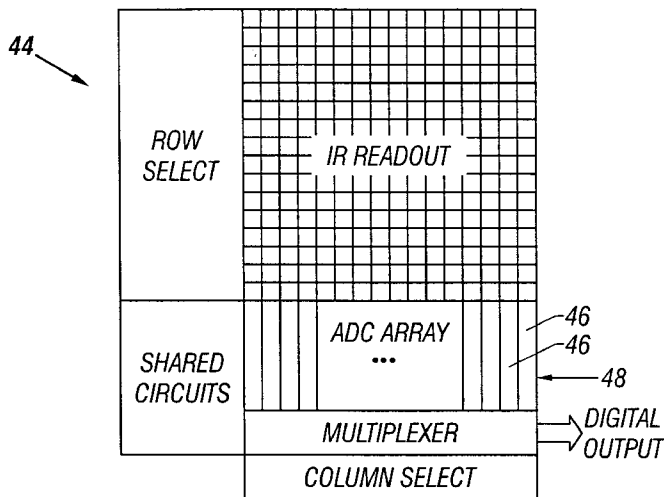 44
ROW
SELECT
IR READOUT
ADC ARRAY
•••
46
46
48
SHARED
CIRCUITS
MULTIPLEXER
DIGITAL
OUTPUT
COLUMN SELECT